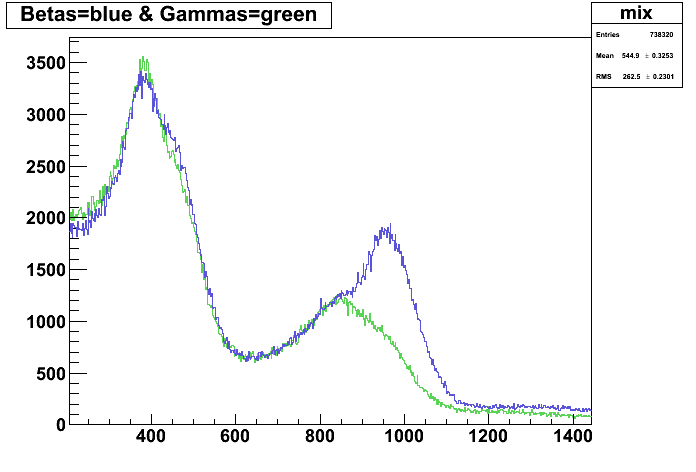 Betas=blue & Gammas=green
mix
Entries 738320
Mean 544.9 ± 0.3253
RMS 262.5 ± 0.2301
3500
3000
2500
2000
1500
1000
500
0
400 600 800 1000 1200 1400